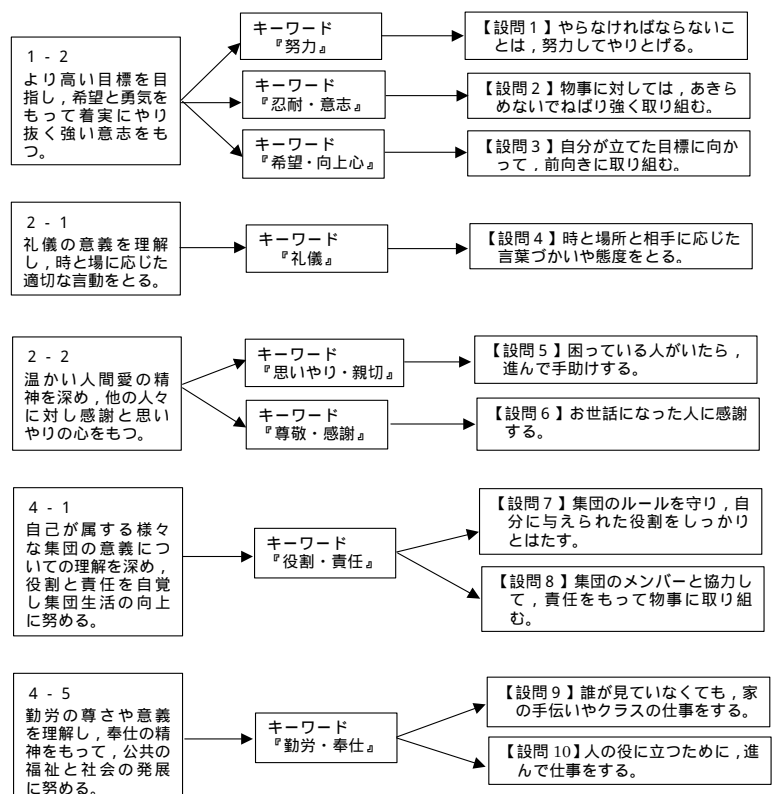 1-2
より高い目標を目
指し,希望と勇気を
もって着実にやり
抜く強い意志をも
つ。
キーワード
『努力』
【設問1】やらなければならないこ
とは,努力してやりとげる。
キーワード
『忍耐・意志』
【設問2】物事に対しては,あきら
めないでねばり強く取り組む。
キーワード
『希望・向上心』
【設問3】自分が立てた目標に向か
って,前向きに取り組む。
2-1
礼儀の意義を理解
し,時と場に応じた
適切な言動をとる。
キーワード
『礼儀』
【設問4】時と場所と相手に応じた
言葉づかいや態度をとる。
2-2
温かい人間愛の精
神を深め,他の人々
に対し感謝と思い
やりの心をもつ。
キーワード
『思いやり・親切』
【設問5】困っている人がいたら,
進んで手助けする。
キーワード
『尊敬・感謝』
【設問6】お世話になった人に感謝
する。
4-1
自己が属する様々
な集団の意義につ
いての理解を深め,
役割と責任を自覚
し集団生活の向上
に努める。
キーワード
『役割・責任』
【設問7】集団のルールを守り,自
分に与えられた役割をしっかり
とはたす。
【設問8】集団のメンバーと協力し
て,責任をもって物事に取り組
む。
4-5
勤労の尊さや意義
を理解し,奉仕の精
神をもって,公共の
福祉と社会の発展
に努める。
キーワード
『勤労・奉仕』
【設問9】誰が見ていなくても,家
の手伝いやクラスの仕事をする。
【設問10】人の役に立つために,進
んで仕事をする。